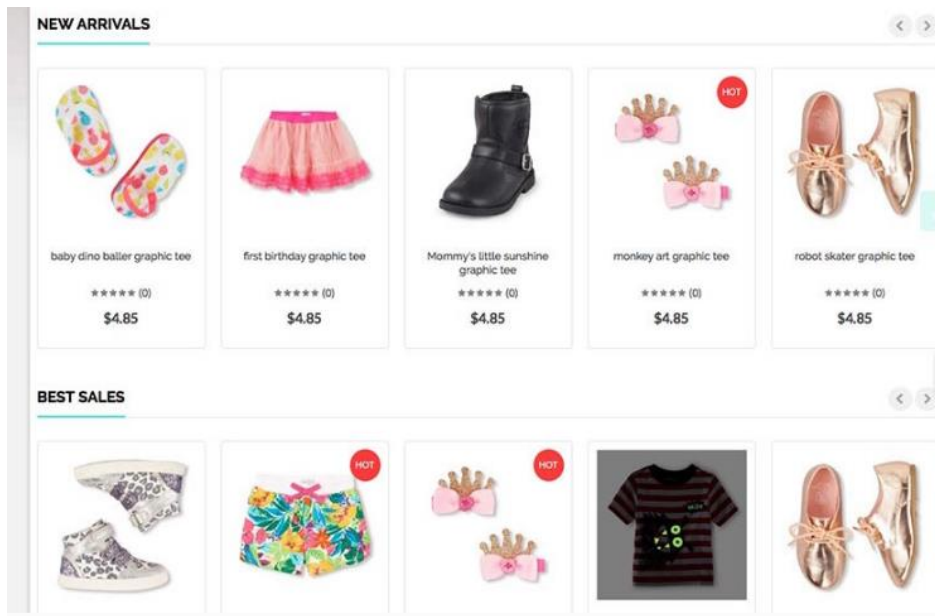 NEW ARRIVALS
HOT
baby dino baller graphic tee
first birthday graphic tee
Mommy's little sunshine
graphic tee
monkey art graphic tee
robot skater graphic tee
★★★★★ (0)
★★★★★ (0)
★★★★★ (0)
★★★★★ (0)
★★★★★ (0)
$4.85
$4.85
$4.85
$4.85
$4.85
BEST SALES
HOT
HOT